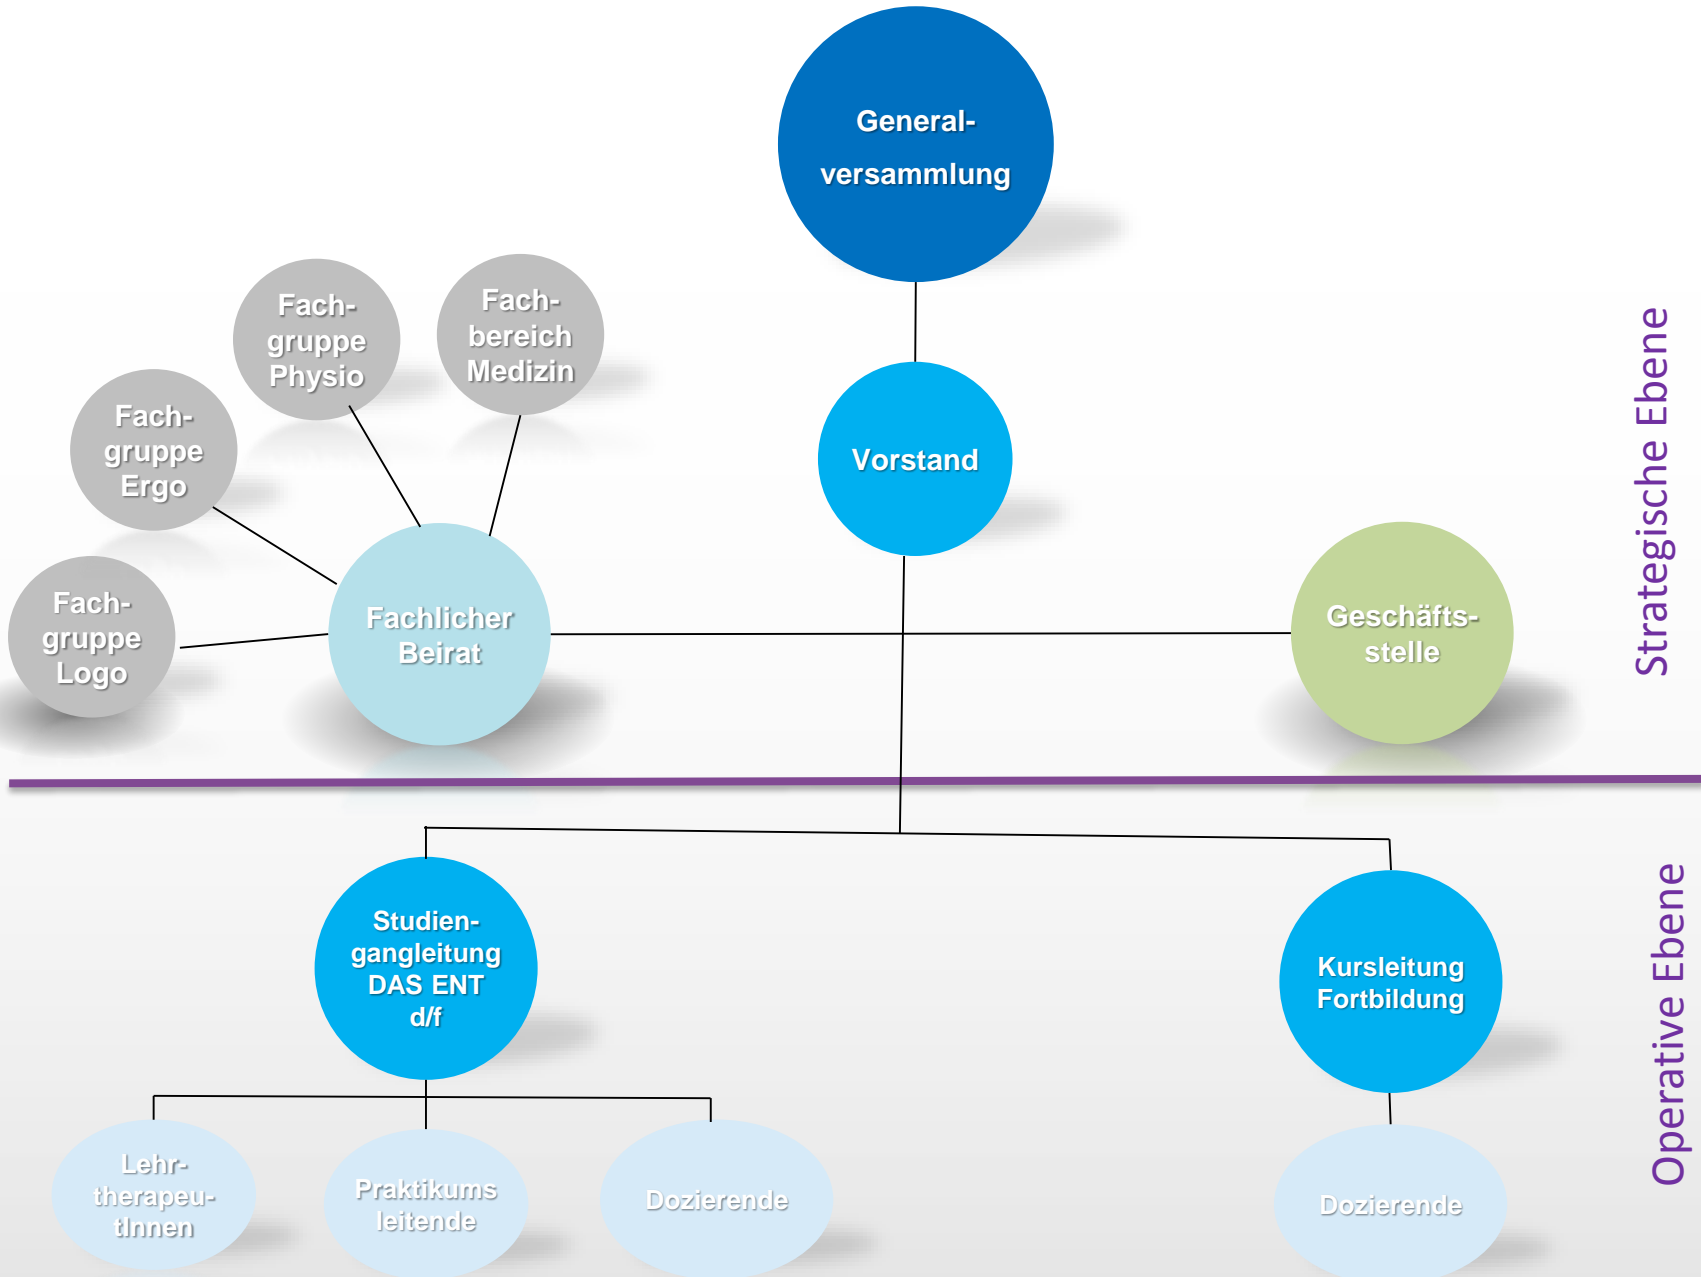 General-
versammlung
Fach-
gruppe
Physio
Fach-
bereich
Medizin
Fach-
gruppe
Ergo
Vorstand
Fach-
gruppe
Logo
Fachlicher
Beirat
Geschäfts-
stelle
Strategische Ebene
Studien-
gangleitung
DAS ENT
d/f
Kursleitung
Fortbildung
Operative Ebene
Lehr-
therapeu-
tInnen
Praktikums
leitende
Dozierende
Dozierende